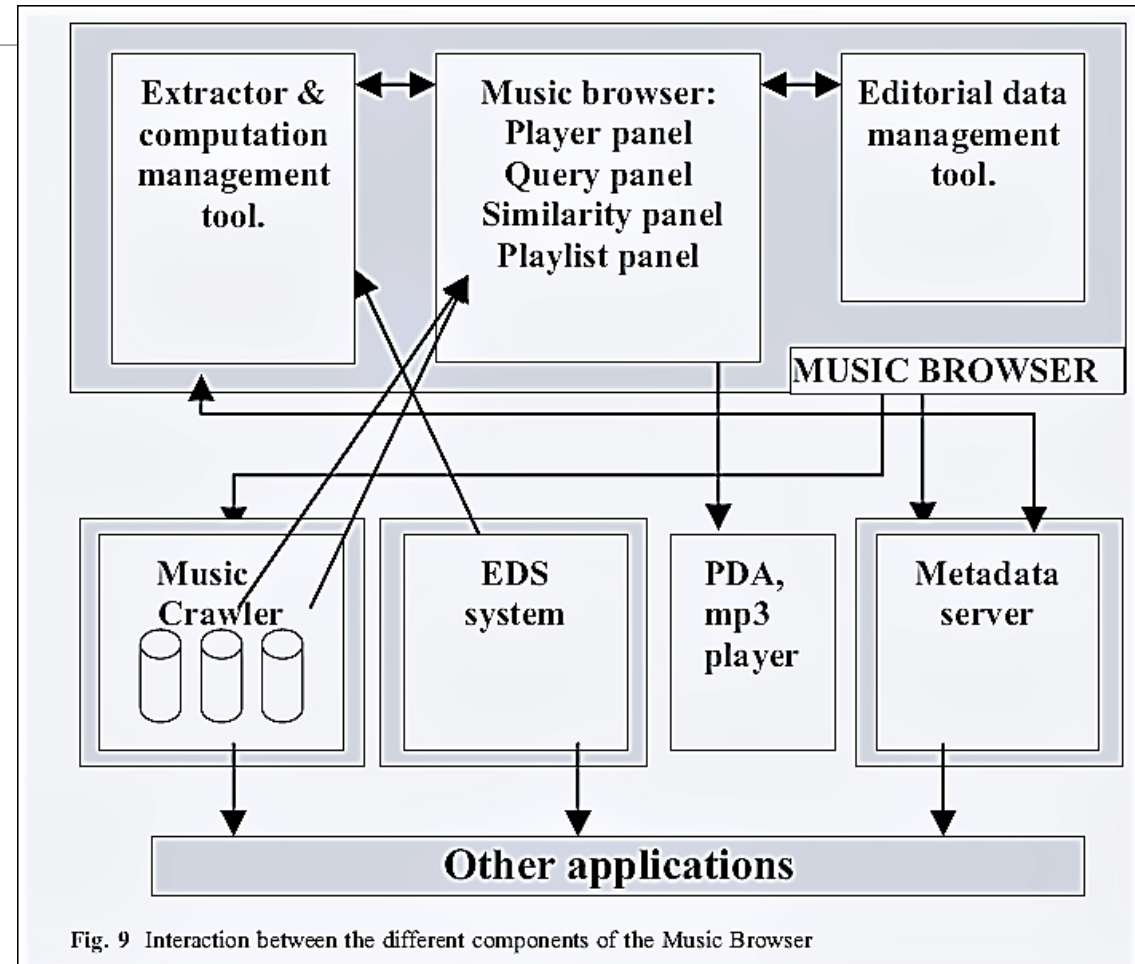 Extractor &
computation
management
tool.
Music browser:
Player panel
Query panel
Similarity panel
Playlist panel
Editorial data
management
tool.
MUSIC BROWSER
Music
Crawler
EDS
system
PDA,
mp3
player
Metadata
server
Other applications
Fig. 9 Interaction between the different components of the Music Browser